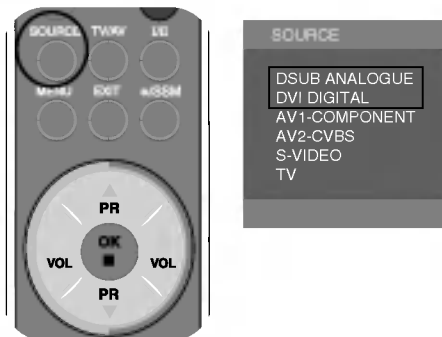 SOURCE TV/AV I/II
MENU EXIT
PR
OK
VOL VOL
PR
SOURCE
DSUB ANALOGUE
DVI DIGITAL
AV1-COMPONENT
AV2-CVBS
S-VIDEO
TV